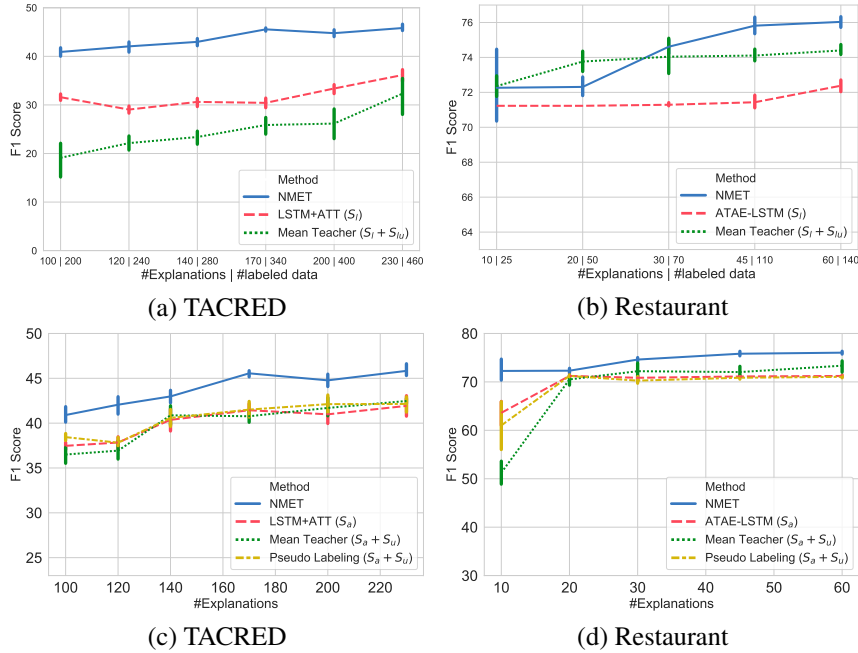 50
40
30
20
10
0
F1 Score
Method
NMET
LSTM+ATT (S_l)
Mean Teacher (S_l + S_lu)
100 | 200 120 | 240 140 | 280 170 | 340 200 | 400 230 | 460
#Explanations | #labeled data
(a) TACRED
76
74
72
70
68
66
64
F1 Score
Method
NMET
ATAE-LSTM (S_l)
Mean Teacher (S_l + S_lu)
10 | 25 20 | 50 30 | 70 45 | 110 60 | 140
#Explanations | #labeled data
(b) Restaurant
50
45
40
35
30
25
F1 Score
Method
NMET
LSTM+ATT (S_a)
Mean Teacher (S_a + S_u)
Pseudo Labeling (S_a + S_u)
100 120 140 160 180 200 220
#Explanations
(c) TACRED
80
70
60
50
40
30
F1 Score
Method
NMET
ATAE-LSTM (S_a)
Mean Teacher (S_a + S_u)
Pseudo Labeling (S_a + S_u)
10 20 30 40 50 60
#Explanations
(d) Restaurant